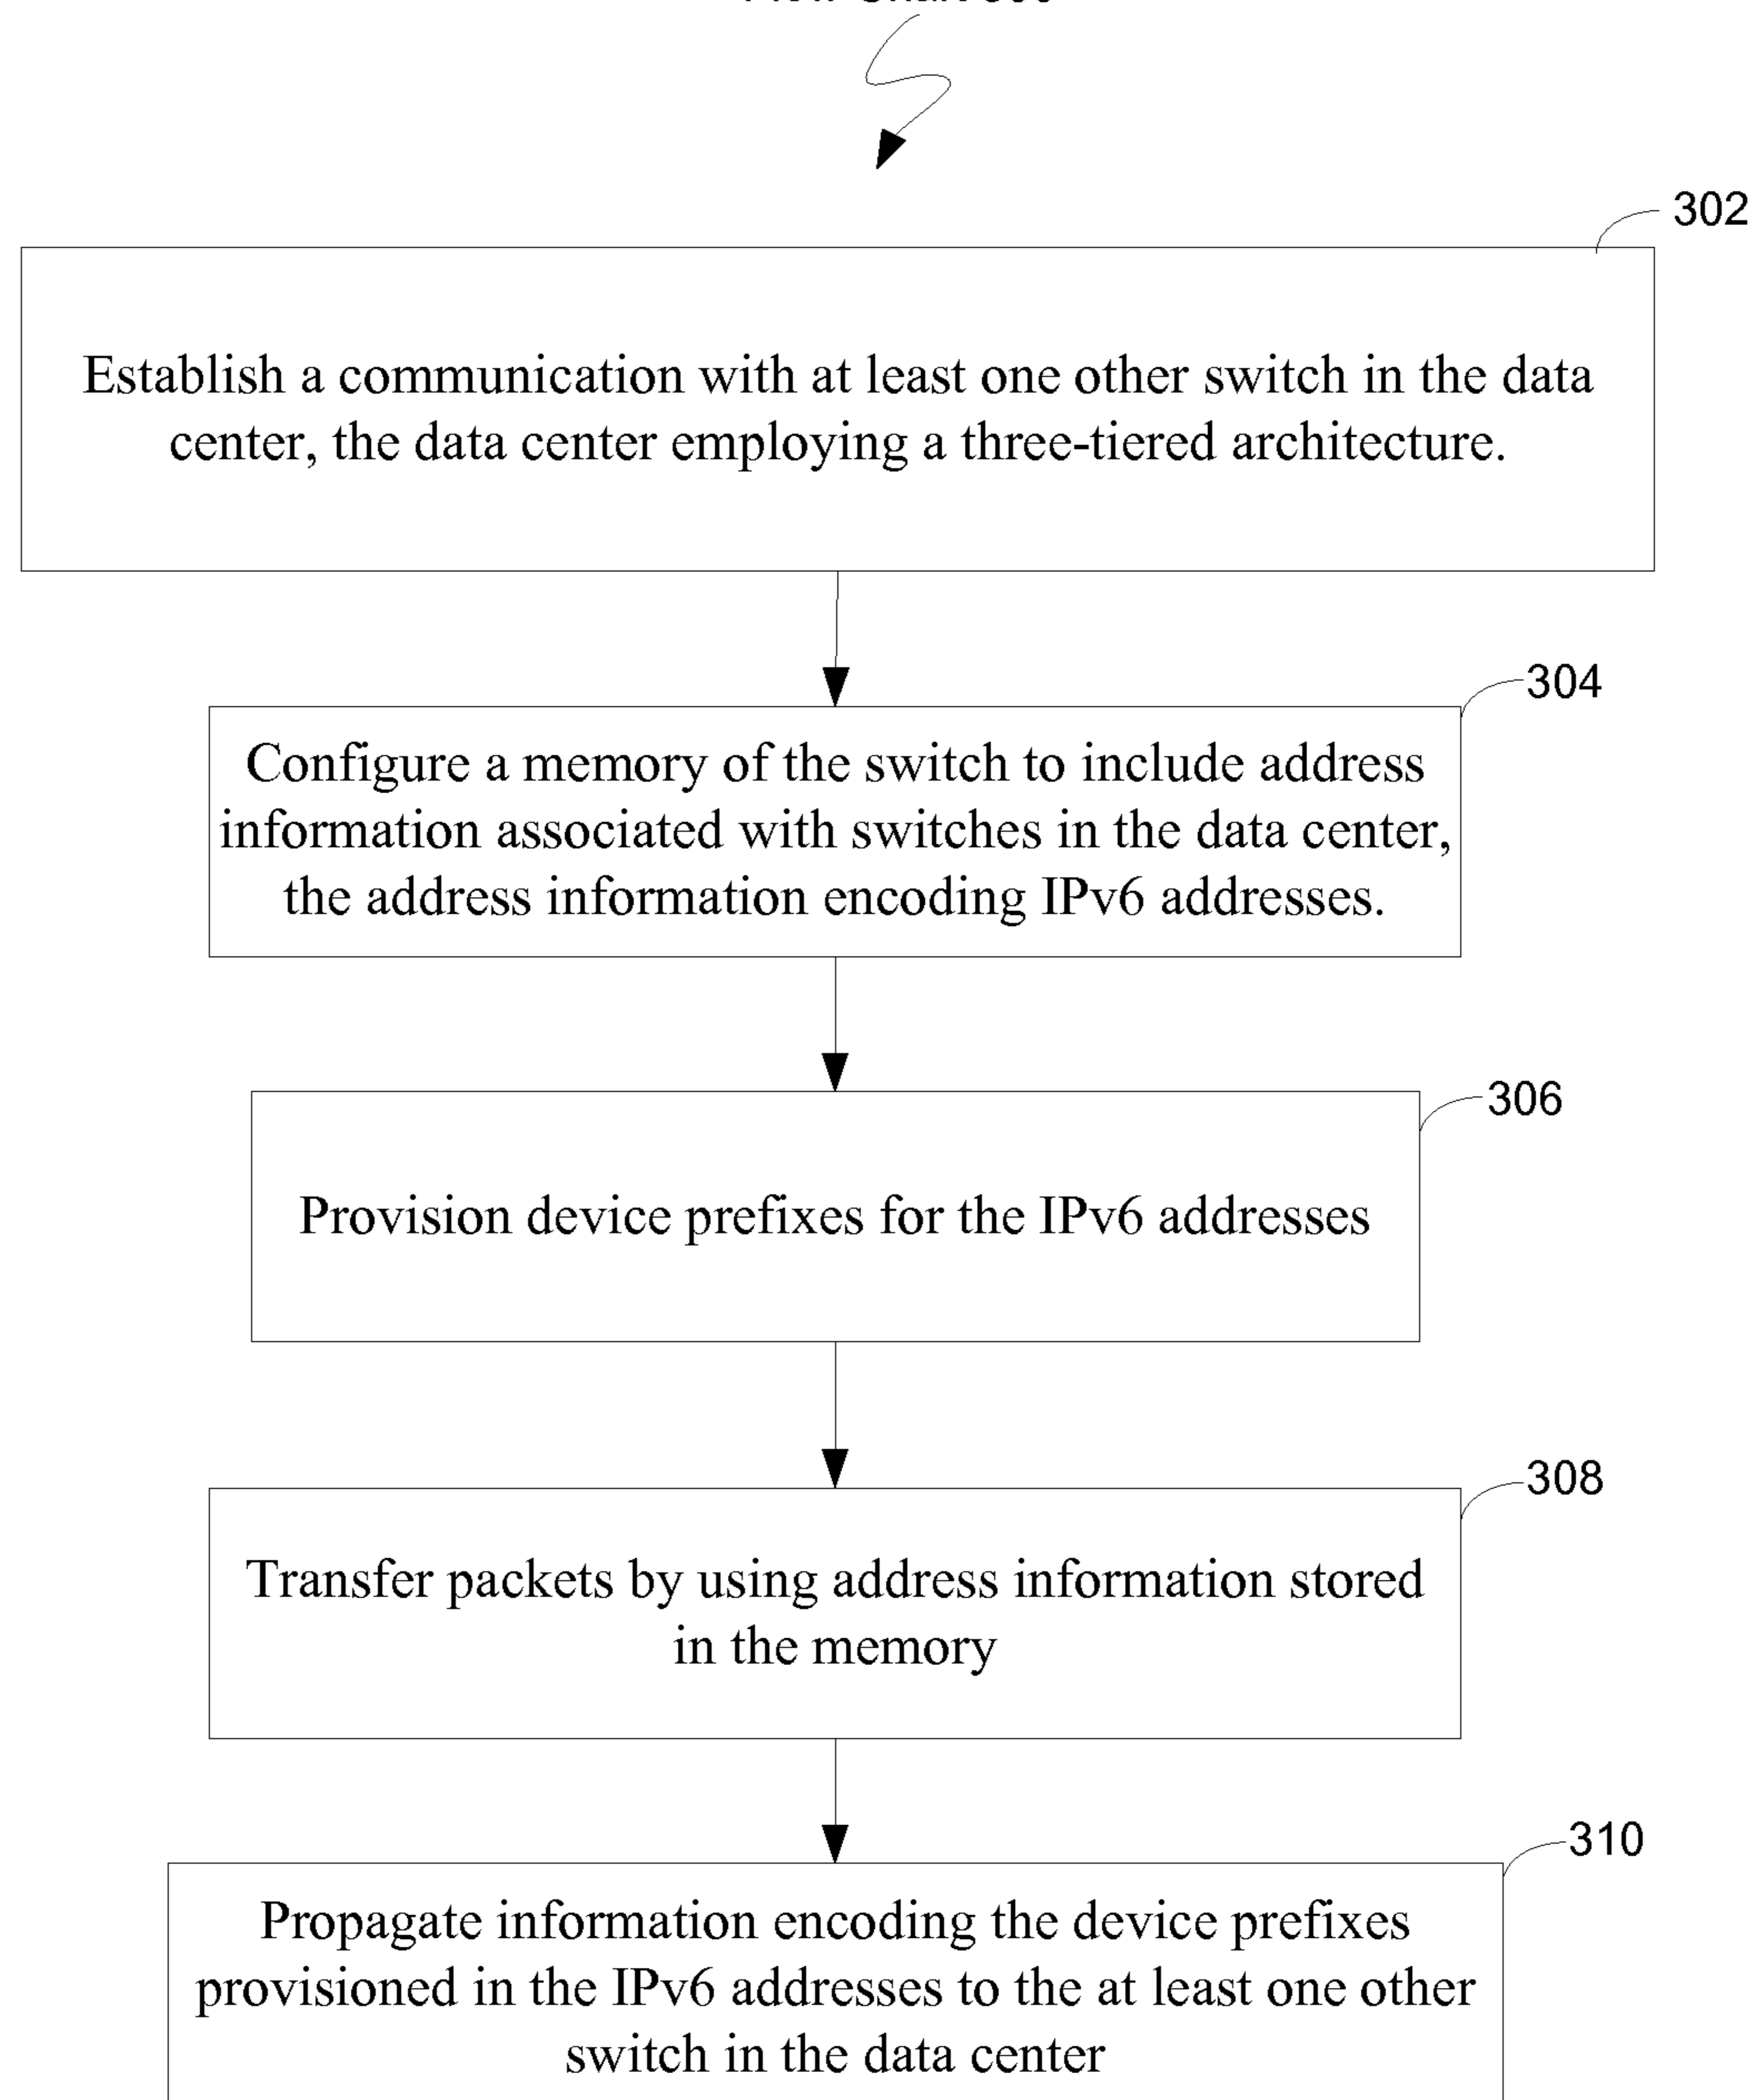 302
Establish a communication with at least one other switch in the data
center, the data center employing a three-tiered architecture.
304
Configure a memory of the switch to include address
information associated with switches in the data center,
the address information encoding IPv6 addresses.
306
Provision device prefixes for the IPv6 addresses
308
Transfer packets by using address information stored
in the memory
310
Propagate information encoding the device prefixes
provisioned in the IPv6 addresses to the at least one other
switch in the data center